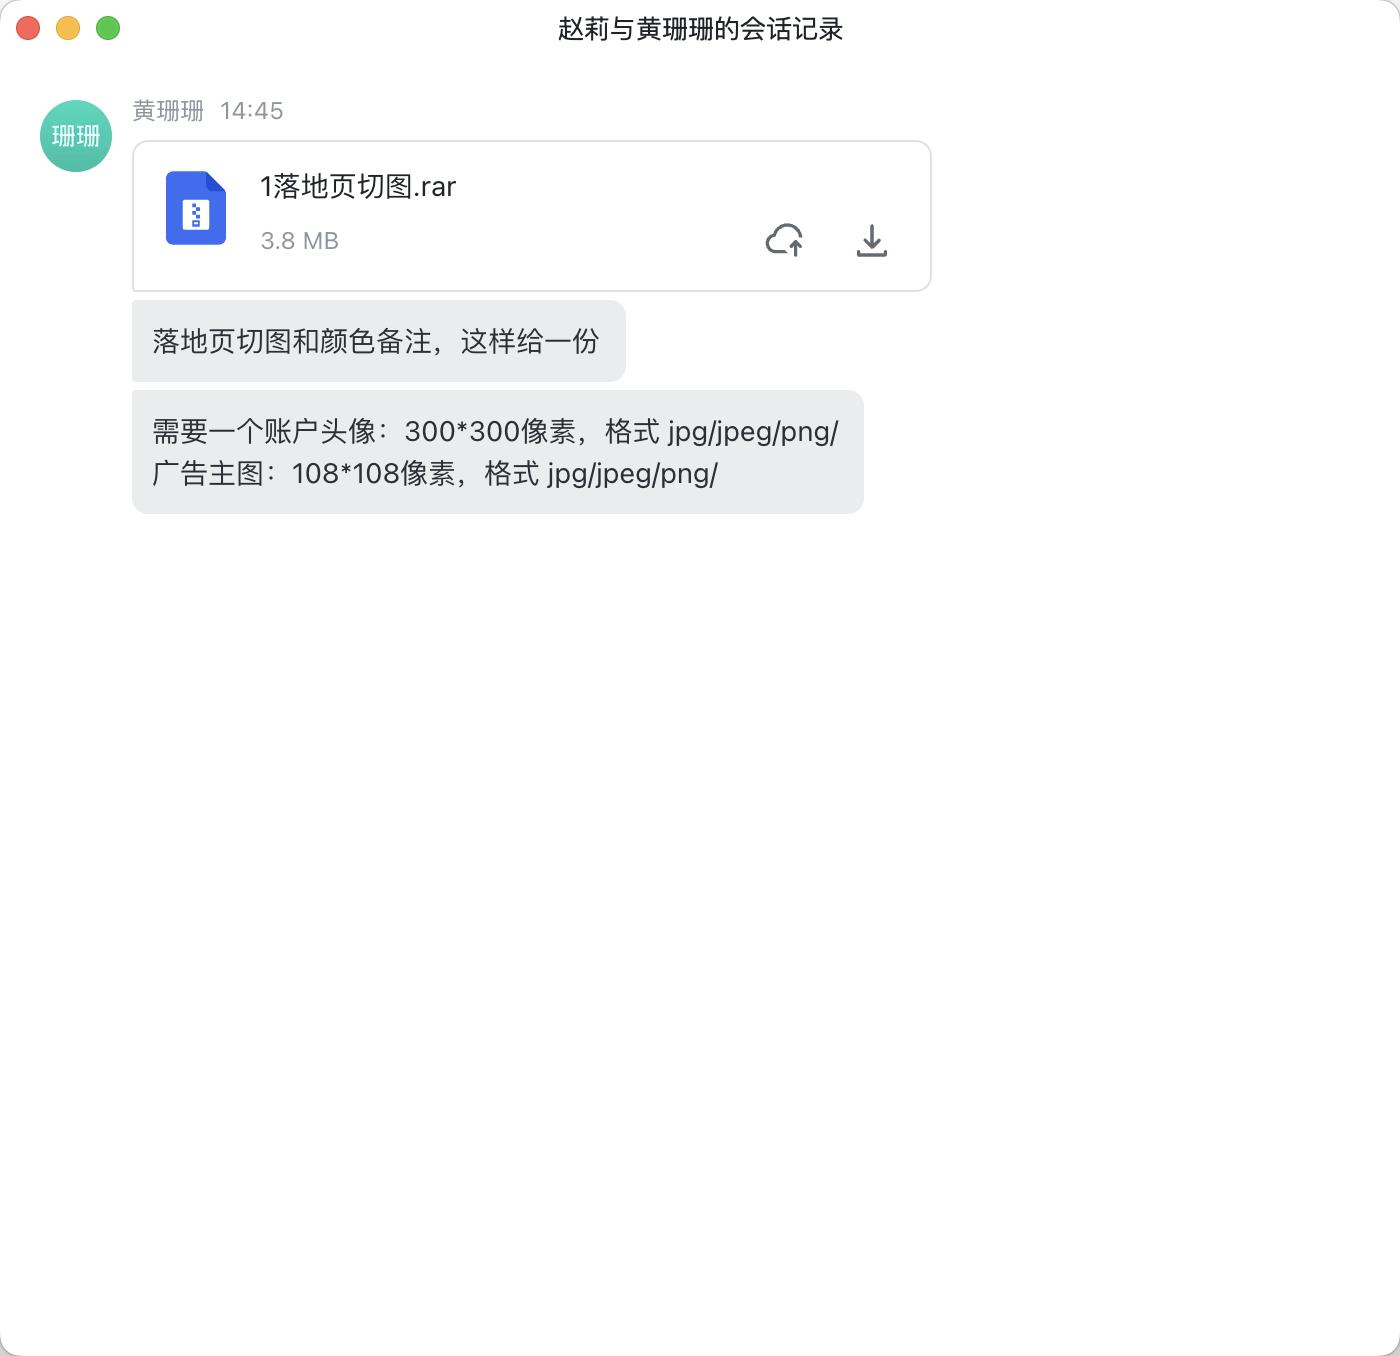 赵莉与黄珊珊的会话记录
珊珊
黄珊珊 14:45
1落地页切图.rar
3.8 MB
落地页切图和颜色备注，这样给一份
需要一个账户头像：300*300像素，格式 jpg/jpeg/png/
广告主图：108*108像素，格式 jpg/jpeg/png/